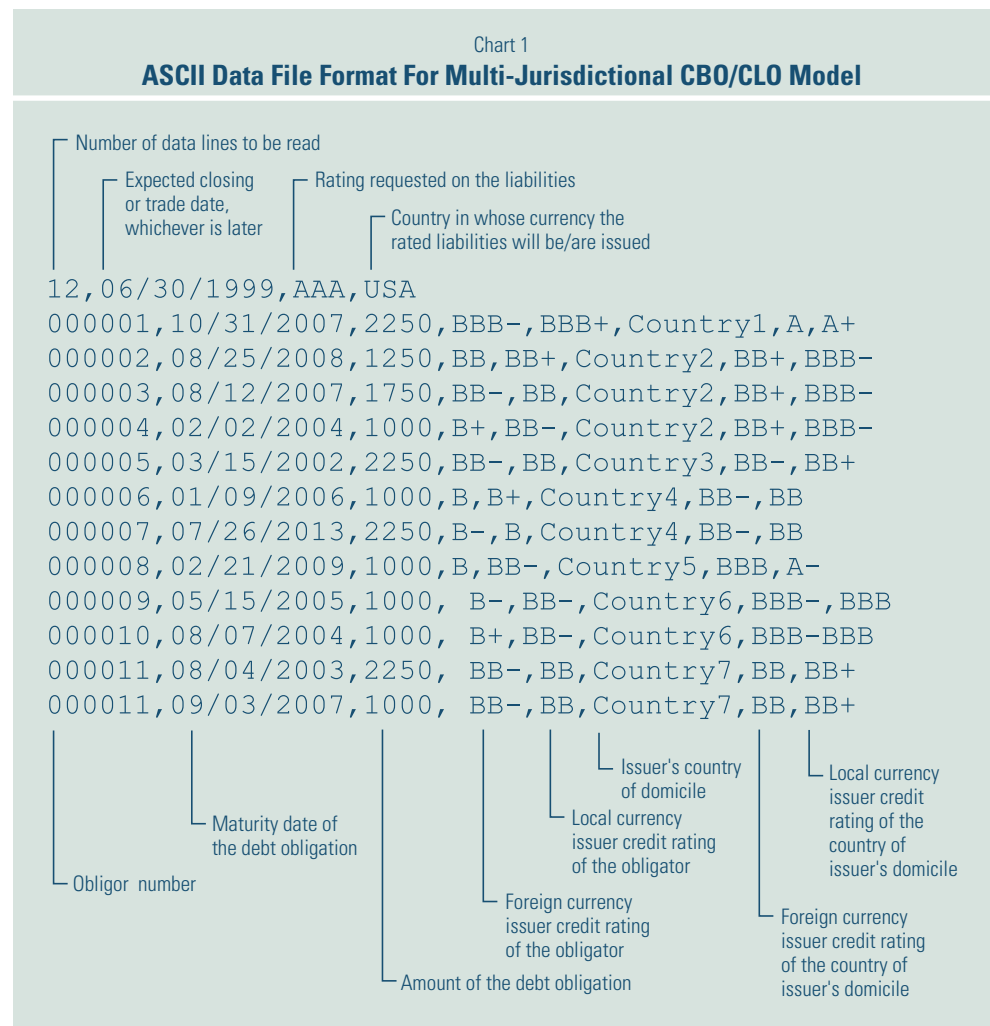 Chart 1
ASCII Data File Format For Multi-Jurisdictional CBO/CLO Model
Number of data lines to be read
Expected closing
or trade date,
whichever is later
Rating requested on the liabilities
Country in whose currency the
rated liabilities will be/are issued
12,06/30/1999,AAA,USA
000001,10/31/2007,2250,BBB-,BBB+,Country1,A,A+
000002,08/25/2008,1250,BB,BB+,Country2,BB+,BBB-
000003,08/12/2007,1750,BB-,BB,Country2,BB+,BBB-
000004,02/02/2004,1000,B+,BB-,Country2,BB+,BBB-
000005,03/15/2002,2250,BB-,BB,Country3,BB-,BB+
000006,01/09/2006,1000,B,B+,Country4,BB-,BB
000007,07/26/2013,2250,B-,B,Country4,BB-,BB
000008,02/21/2009,1000,B,BB-,Country5,BBB,A-
000009,05/15/2005,1000, B-,BB-,Country6,BBB-,BBB
000010,08/07/2004,1000, B+,BB-,Country6,BBB-BBB
000011,08/04/2003,2250, BB-,BB,Country7,BB,BB+
000011,09/03/2007,1000, BB-,BB,Country7,BB,BB+
Obligor number
Maturity date of
the debt obligation
Amount of the debt obligation
Foreign currency
issuer credit rating
of the obligator
Local currency
issuer credit rating
of the obligator
Issuer's country
of domicile
Foreign currency
issuer credit rating
of the country of
issuer's domicile
Local currency
issuer credit
rating of the
country of
issuer's domicile